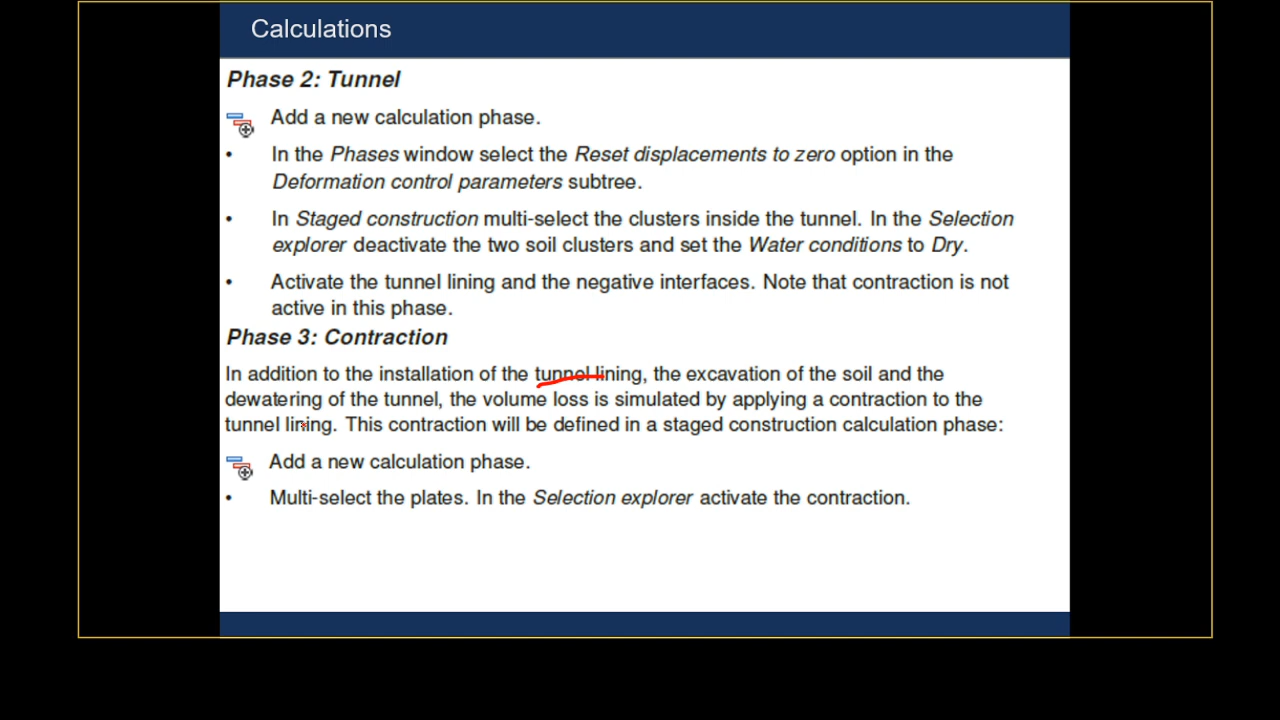 Calculations
Phase 2: Tunnel
Add a new calculation phase.
• In the Phases window select the Reset displacements to zero option in the
Deformation control parameters subtree.
• In Staged construction multi-select the clusters inside the tunnel. In the Selection
explorer deactivate the two soil clusters and set the Water conditions to Dry.
• Activate the tunnel lining and the negative interfaces. Note that contraction is not
active in this phase.
Phase 3: Contraction
In addition to the installation of the tunnel lining, the excavation of the soil and the
dewatering of the tunnel, the volume loss is simulated by applying a contraction to the
tunnel lining. This contraction will be defined in a staged construction calculation phase:
Add a new calculation phase.
• Multi-select the plates. In the Selection explorer activate the contraction.